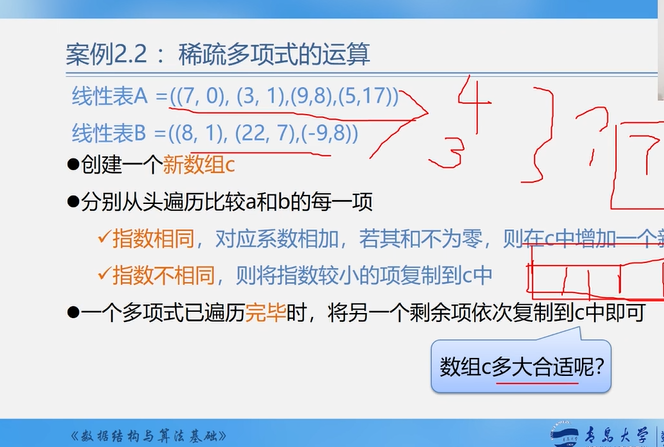 案例2.2 : 稀疏多项式的运算
线性表A =((7, 0), (3, 1),(9,8),(5,17))
线性表B =((8, 1), (22, 7),(-9,8))
4
3
7
●创建一个新数组c
●分别从头遍历比较a和b的每一项
✓指数相同，对应系数相加，若其和不为零，则在c中增加一个新
✓指数不相同，则将指数较小的项复制到c中
●一个多项式已遍历完毕时，将另一个剩余项依次复制到c中即可
数组c多大合适呢？
《数据结构与算法基础》
青岛大学